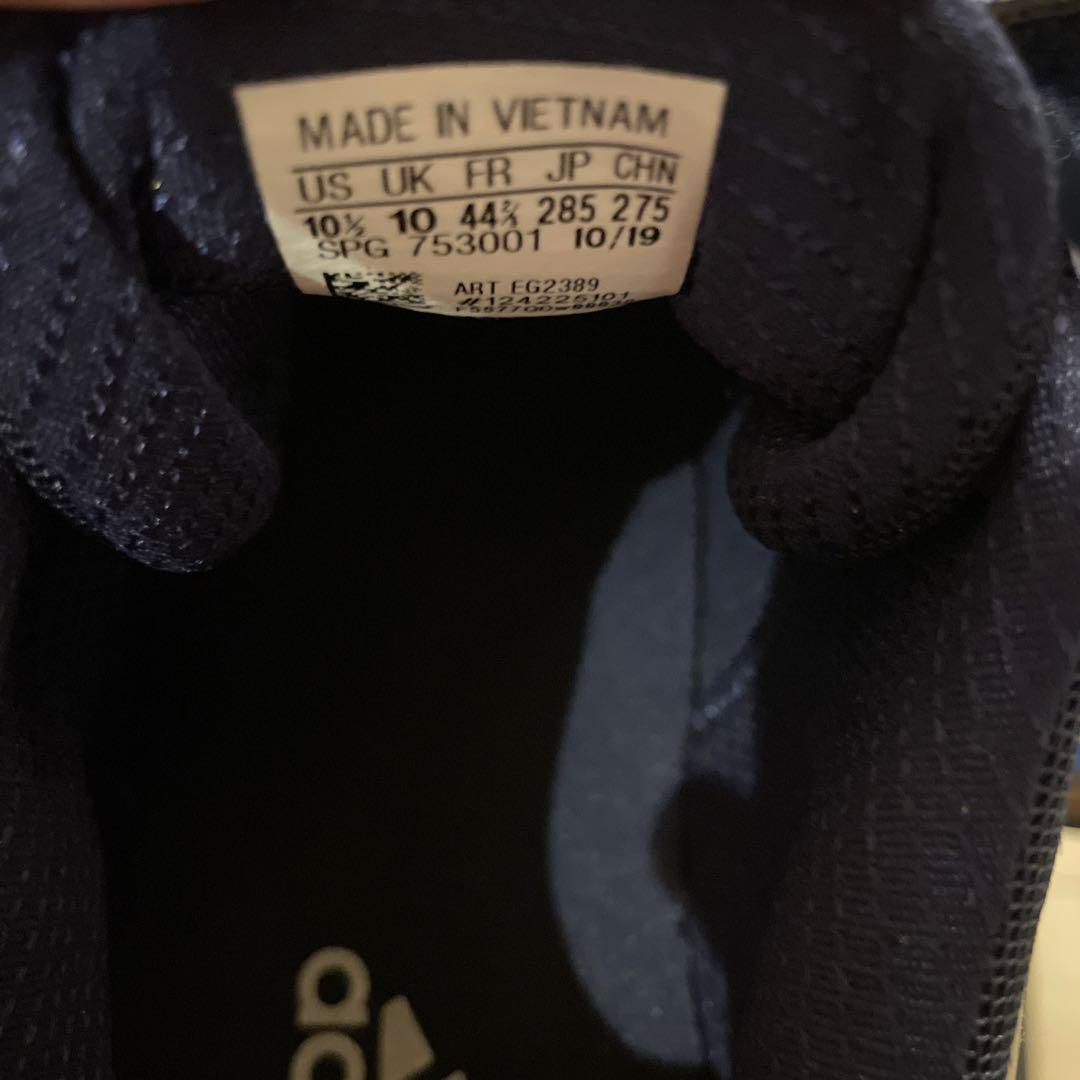 MADE IN VIETNAM
US UK FR JP CHN
10½ 10 44⅔ 285 275
SPG 753001 10/19
ART EG2389
#124225101